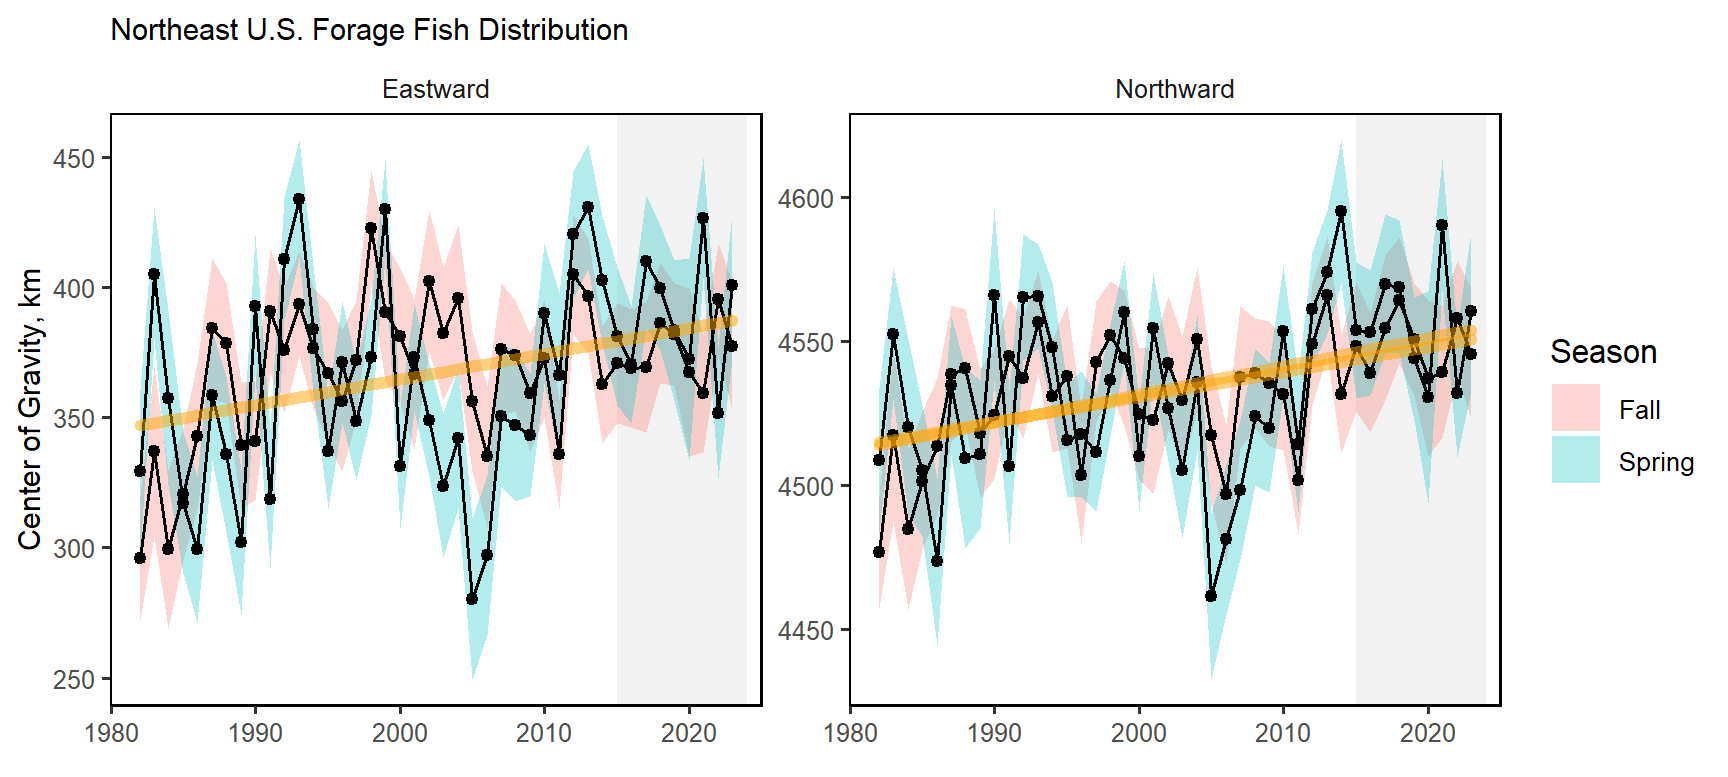 Northeast U.S. Forage Fish Distribution
Eastward
Northward
Center of Gravity, km
450
400
350
300
250
1980
1990
2000
2010
2020
4600
4550
4500
4450
1980
1990
2000
2010
2020
Season
Fall
Spring